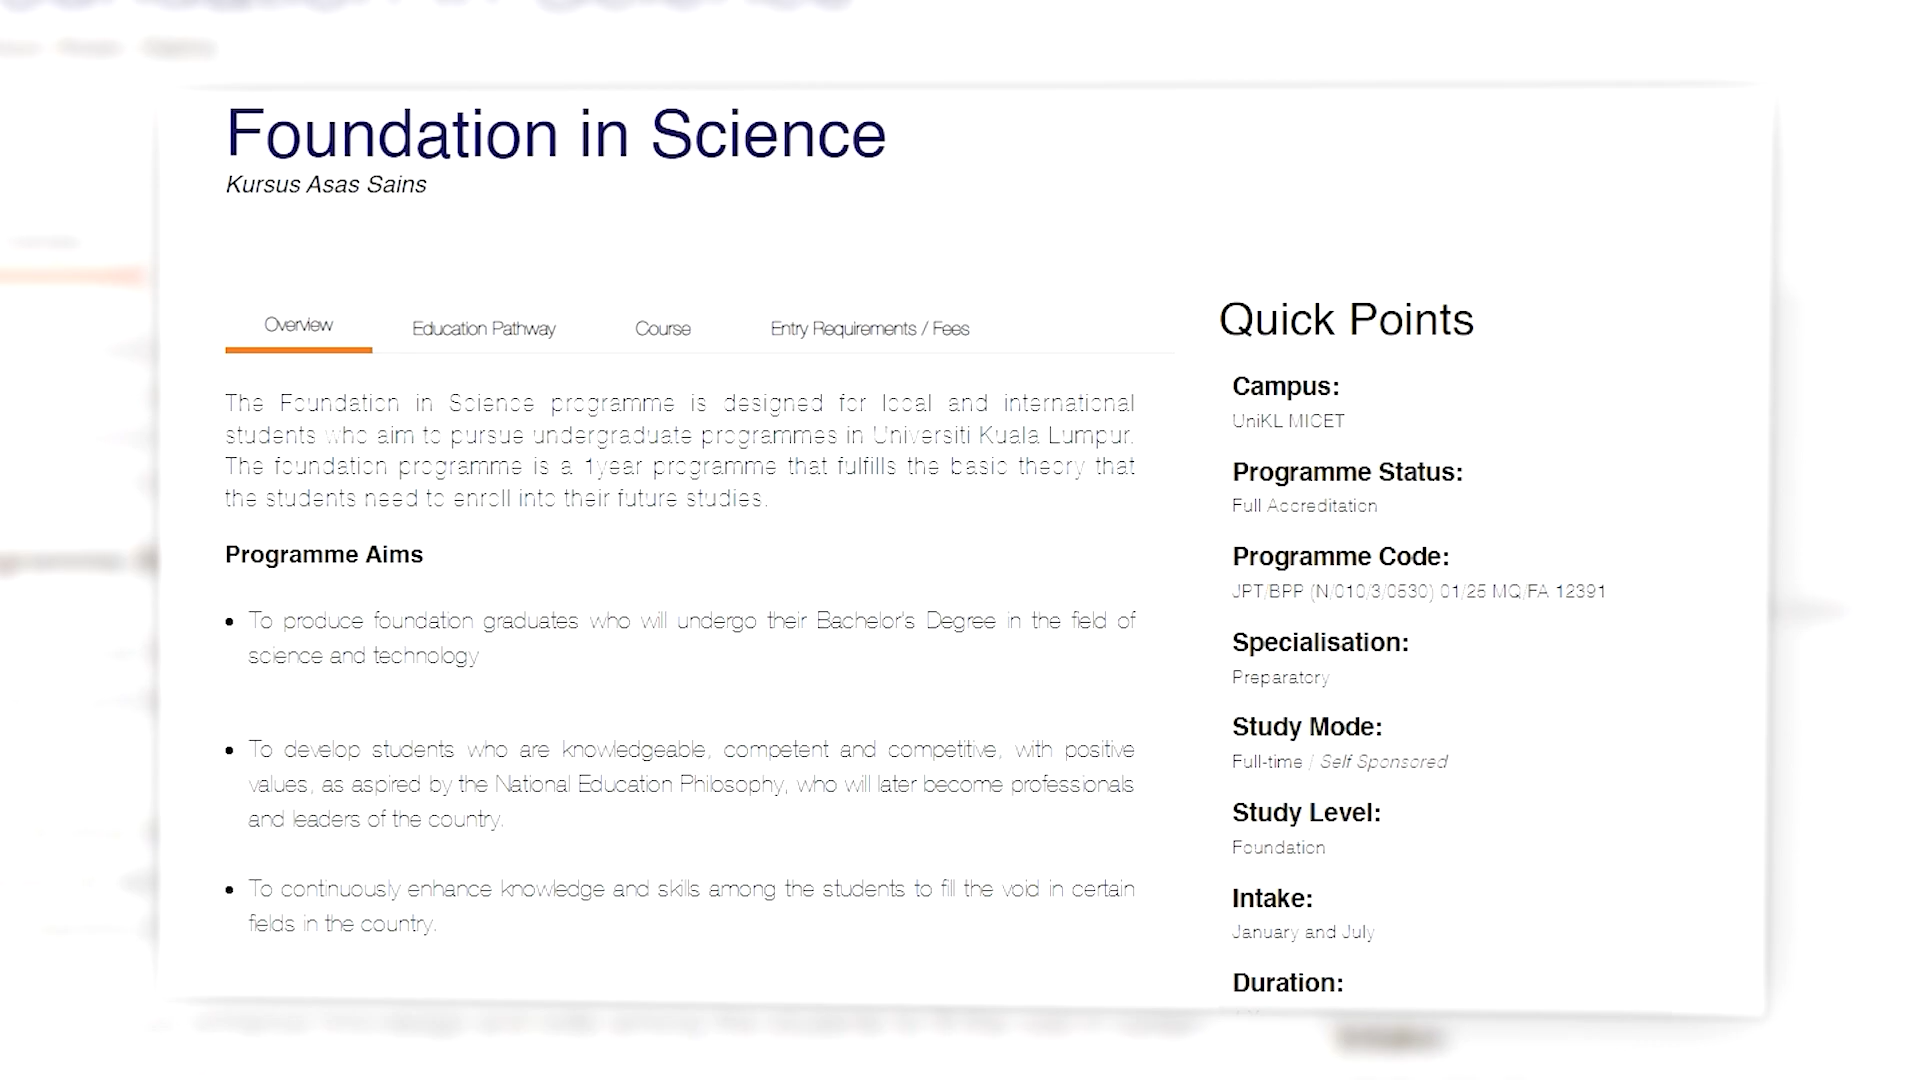 Foundation in Science
Kursus Asas Sains
Overview
Education Pathway
Course
Entry Requirements / Fees
The Foundation in Science programme is designed for local and international
students who aim to pursue undergraduate programmes in Universiti Kuala Lumpur.
The foundation programme is a 1year programme that fulfills the basic theory that
the students need to enroll into their future studies.
Programme Aims
To produce foundation graduates who will undergo their Bachelor's Degree in the field of
science and technology
To develop students who are knowledgeable, competent and competitive, with positive
values, as aspired by the National Education Philosophy, who will later become professionals
and leaders of the country.
To continuously enhance knowledge and skills among the students to fill the void in certain
fields in the country.
Quick Points
Campus:
UniKL MICET
Programme Status:
Full Accreditation
Programme Code:
JPT/BPP (N/010/3/0530) 01/25 MQ/FA 12391
Specialisation:
Preparatory
Study Mode:
Full-time / Self Sponsored
Study Level:
Foundation
Intake:
January and July
Duration: